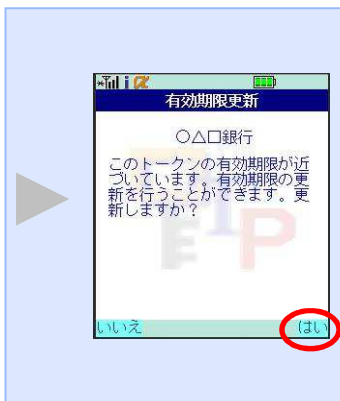 有効期限更新
○△□銀行
このトークンの有効期限が近
づいています。有効期限の更
新を行うことができます。更
新しますか？
いいえ はい